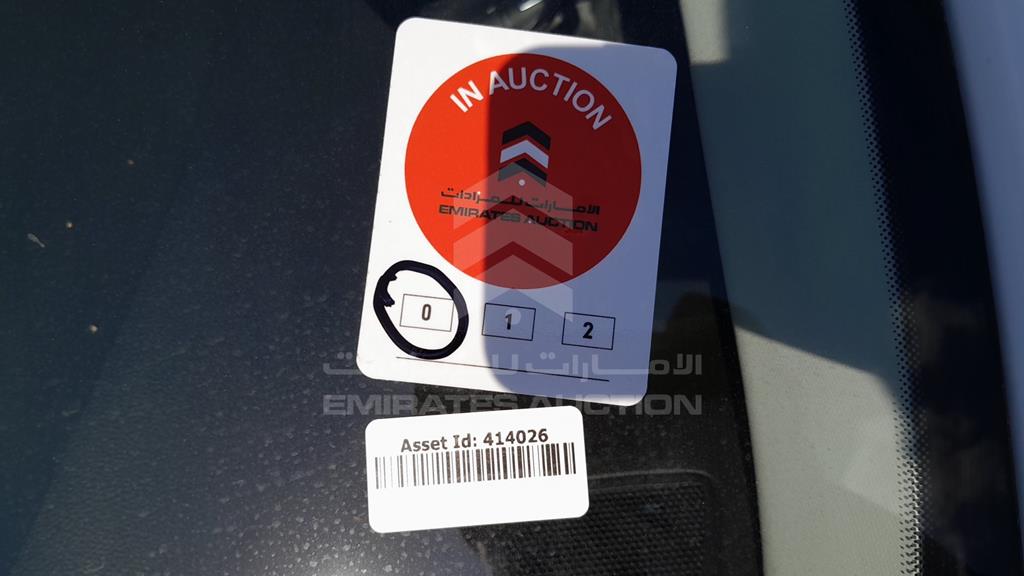 IN AUCTION
الامارات للمزادات
EMIRATES AUCTION
0 1 2
الامارات للمزادات
EMIRATES AUCTION
Asset Id: 414026